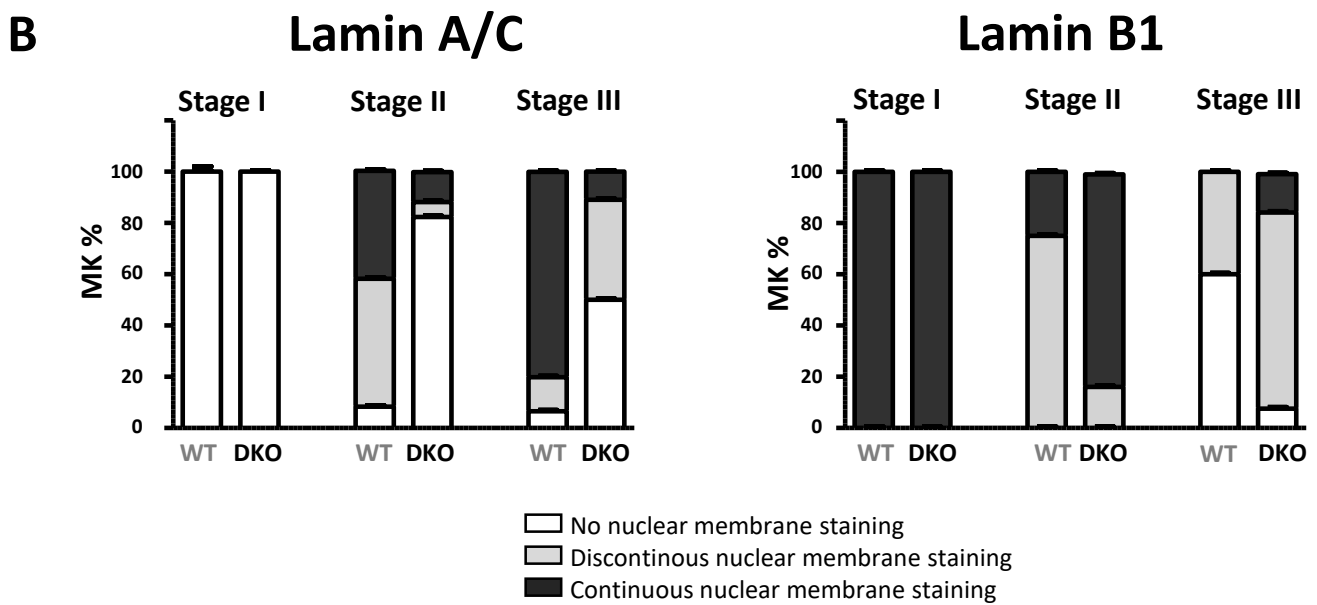 B
Lamin A/C
Lamin B1
Stage I Stage II Stage III
Stage I Stage II Stage III
MK %
100
80
60
40
20
0
WT DKO WT DKO WT DKO
MK %
100
80
60
40
20
0
WT DKO WT DKO WT DKO
No nuclear membrane staining
Discontinous nuclear membrane staining
Continuous nuclear membrane staining